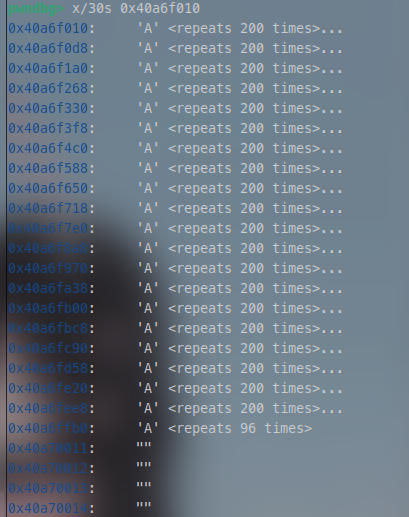 pwndbg> x/30s 0x40a6f010
0x40a6f010: 'A' <repeats 200 times>...
0x40a6f0d8: 'A' <repeats 200 times>...
0x40a6f1a0: 'A' <repeats 200 times>...
0x40a6f268: 'A' <repeats 200 times>...
0x40a6f330: 'A' <repeats 200 times>...
0x40a6f3f8: 'A' <repeats 200 times>...
0x40a6f4c0: 'A' <repeats 200 times>...
0x40a6f588: 'A' <repeats 200 times>...
0x40a6f650: 'A' <repeats 200 times>...
0x40a6f718: 'A' <repeats 200 times>...
0x40a6f7e0: 'A' <repeats 200 times>...
0x40a6f8a8: 'A' <repeats 200 times>...
0x40a6f970: 'A' <repeats 200 times>...
0x40a6fa38: 'A' <repeats 200 times>...
0x40a6fb00: 'A' <repeats 200 times>...
0x40a6fbc8: 'A' <repeats 200 times>...
0x40a6fc90: 'A' <repeats 200 times>...
0x40a6fd58: 'A' <repeats 200 times>...
0x40a6fe20: 'A' <repeats 200 times>...
0x40a6fee8: 'A' <repeats 200 times>...
0x40a6ffb0: 'A' <repeats 96 times>
0x40a70011: ""
0x40a70012: ""
0x40a70013: ""
0x40a70014: ""